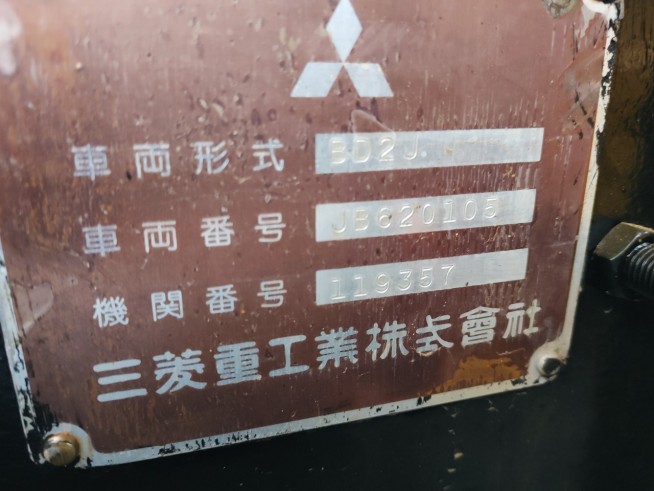 車両形式 BD2J.
車両番号 JB620105
機関番号 119357
三菱重工業株式會社